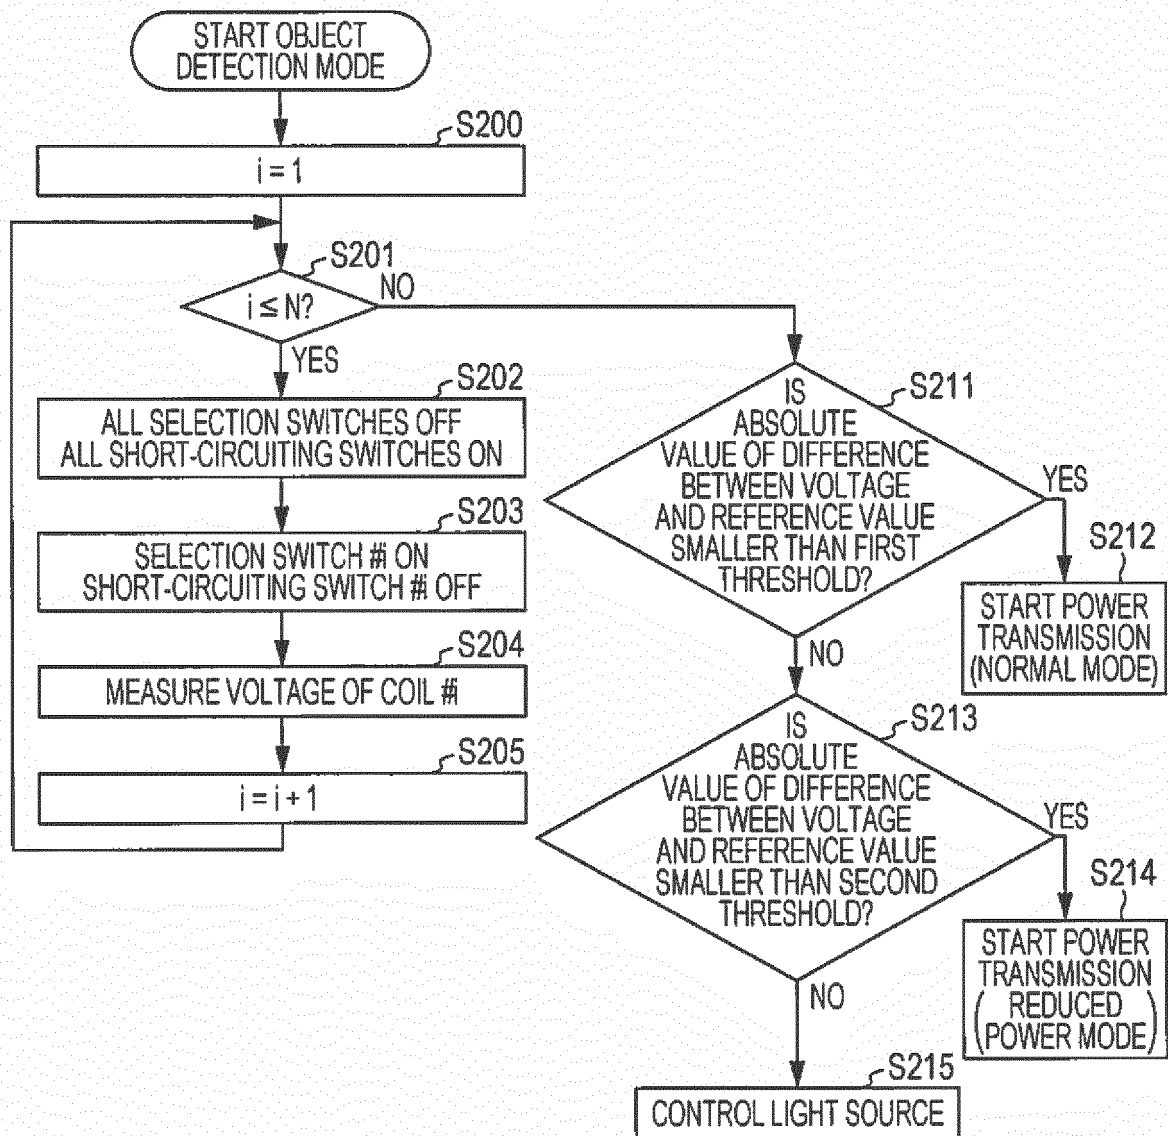 START OBJECT
DETECTION MODE
S200
i = 1
S201
i ≤ N?
NO
YES
S202
ALL SELECTION SWITCHES OFF
ALL SHORT-CIRCUITING SWITCHES ON
S203
SELECTION SWITCH #i ON
SHORT-CIRCUITING SWITCH #i OFF
S204
MEASURE VOLTAGE OF COIL #i
S205
i = i + 1
S211
IS
ABSOLUTE
VALUE OF DIFFERENCE
BETWEEN VOLTAGE
AND REFERENCE VALUE
SMALLER THAN FIRST
THRESHOLD?
YES
S212
START POWER
TRANSMISSION
(NORMAL MODE)
NO
S213
IS
ABSOLUTE
VALUE OF DIFFERENCE
BETWEEN VOLTAGE
AND REFERENCE VALUE
SMALLER THAN SECOND
THRESHOLD?
YES
S214
START POWER
TRANSMISSION
(REDUCED
POWER MODE)
NO
S215
CONTROL LIGHT SOURCE